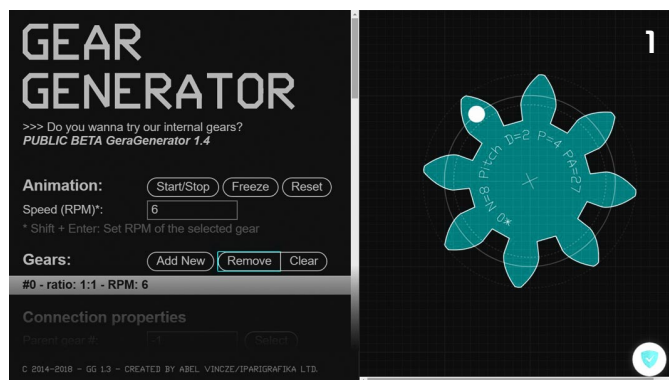 GEAR
GENERATOR
>>> Do you wanna try our internal gears?
PUBLIC BETA GeraGenerator 1.4
Animation:
Start/Stop
Freeze
Reset
Speed (RPM)*:
6
* Shift + Enter: Set RPM of the selected gear
Gears:
Add New
Remove
Clear
#0 - ratio: 1:1 - RPM: 6
Connection properties
Parent gear #:
-1
Select
C 2014-2018 - GG 1.3 - CREATED BY ABEL VINCZE/IPARIGRAFIKA LTD.
1
*0 N=8 Pitch D=2 P=4 PA=27